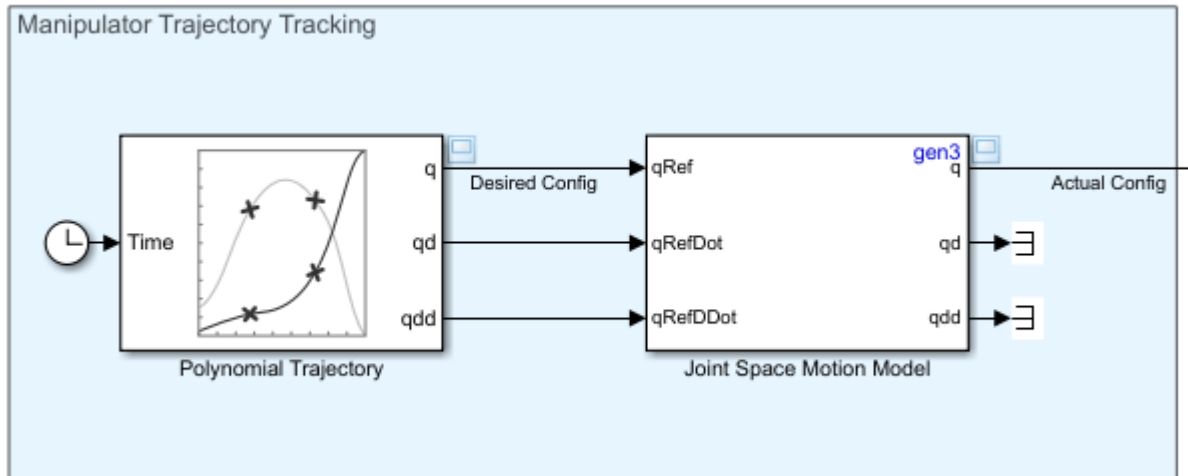 Manipulator Trajectory Tracking
gen3
q
Desired Config
qRef
q
Actual Config
Time
qd
qRefDot
qd
qdd
qRefDDot
qdd
Polynomial Trajectory
Joint Space Motion Model